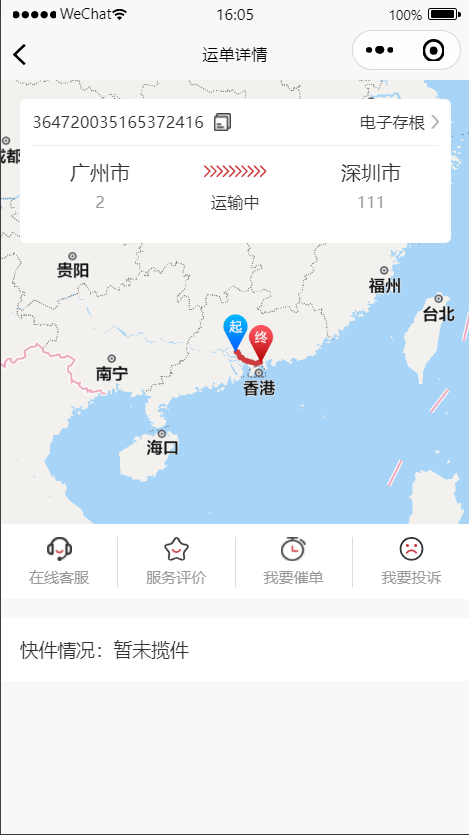 WeChat 16:05 100%
运单详情
364720035165372416 电子存根
广州市 深圳市
2 运输中 111
成都
贵阳
福州
台北
起
终
南宁
香港
海口
在线客服 服务评价 我要催单 我要投诉
快件情况：暂未揽件